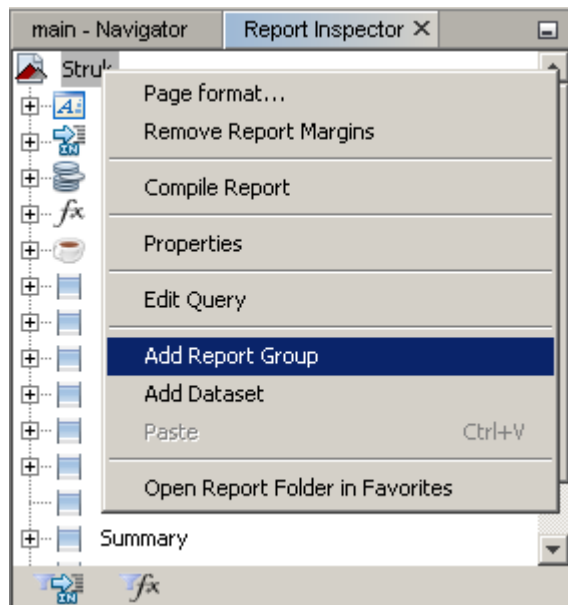 main - Navigator
Report Inspector
Page format...
Remove Report Margins
Compile Report
Properties
Edit Query
Add Report Group
Add Dataset
Paste Ctrl+V
Open Report Folder in Favorites
Summary